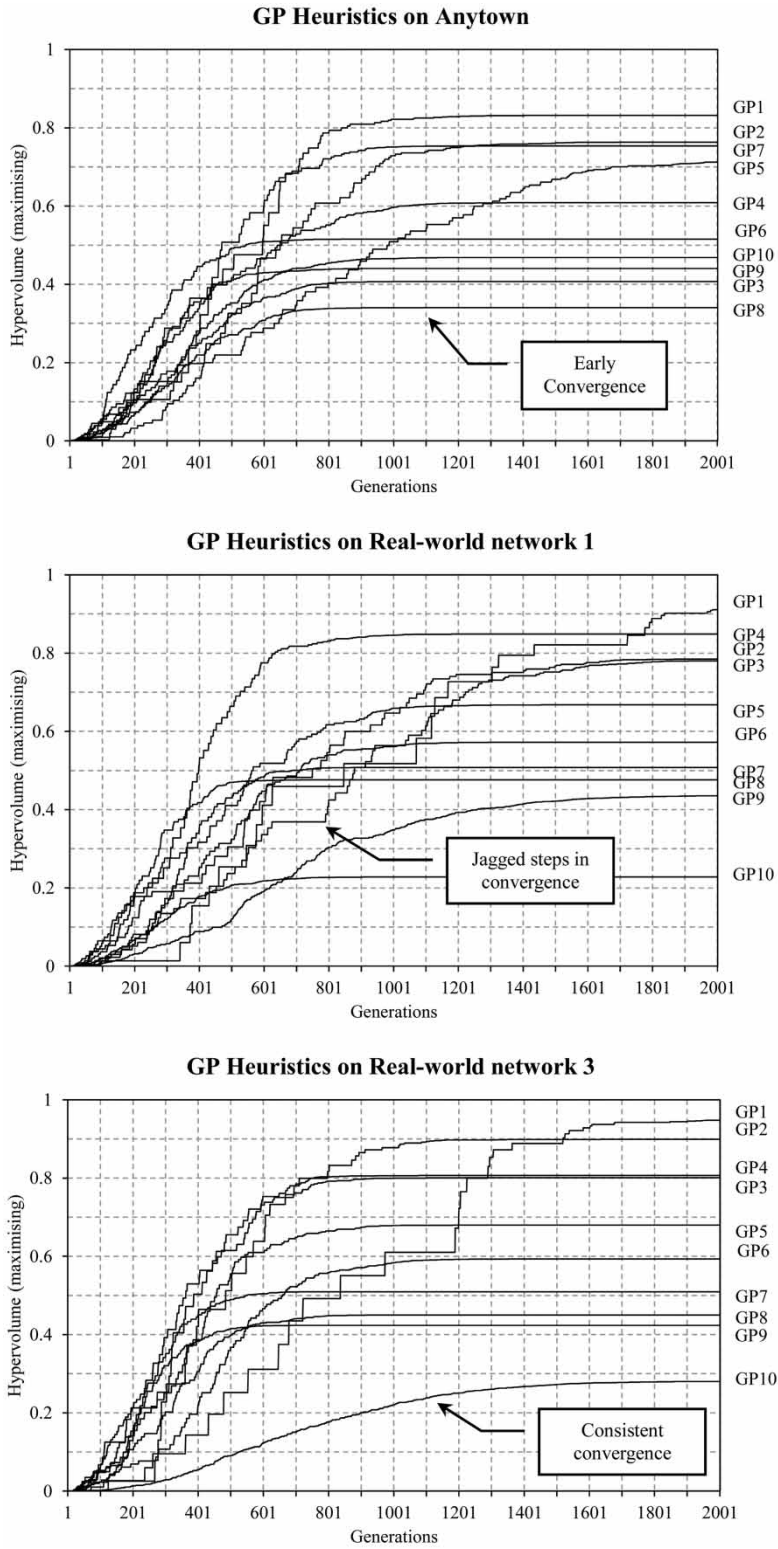 GP Heuristics on Anytown
1
0.8
0.6
0.4
0.2
0
Hypervolume (maximising)
GP1
GP2
GP7
GP5
GP4
GP6
GP10
GP9
GP3
GP8
Early
Convergence
1 201 401 601 801 1001 1201 1401 1601 1801 2001
Generations
GP Heuristics on Real-world network 1
1
0.8
0.6
0.4
0.2
0
Hypervolume (maximising)
GP1
GP4
GP2
GP3
GP5
GP6
GP7
GP8
GP9
GP10
Jagged steps in
convergence
1 201 401 601 801 1001 1201 1401 1601 1801 2001
Generations
GP Heuristics on Real-world network 3
1
0.8
0.6
0.4
0.2
0
Hypervolume (maximising)
GP1
GP2
GP4
GP3
GP5
GP6
GP7
GP8
GP9
GP10
Consistent
convergence
1 201 401 601 801 1001 1201 1401 1601 1801 2001
Generations